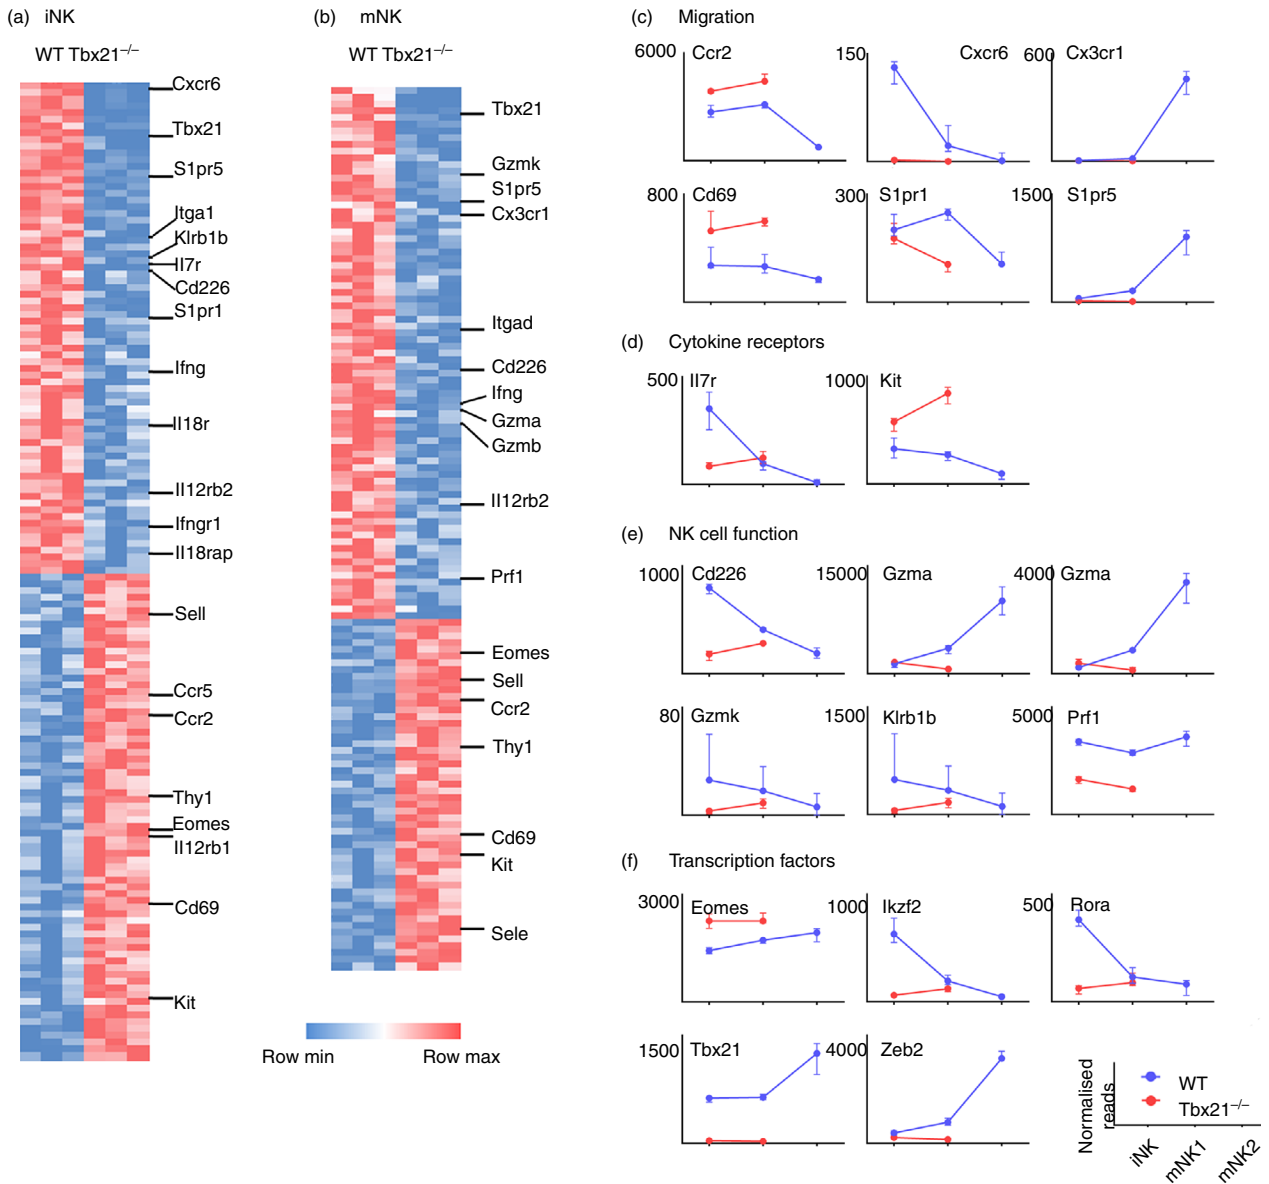 (a) iNK
WT Tbx21⁻/⁻
Cxcr6
Tbx21
S1pr5
Itga1
Klrb1b
Il7r
Cd226
S1pr1
Ifng
Il18r
Il12rb2
Ifngr1
Il18rap
Sell
Ccr5
Ccr2
Thy1
Eomes
Il12rb1
Cd69
Kit
(b) mNK
WT Tbx21⁻/⁻
Tbx21
Gzmk
S1pr5
Cx3cr1
Itgad
Cd226
Ifng
Gzma
Gzmb
Il12rb2
Prf1
Eomes
Sell
Ccr2
Thy1
Cd69
Kit
Sele
Row min Row max
(c) Migration
6000 Ccr2
150 Cxcr6
600 Cx3cr1
800 Cd69
300 S1pr1
1500 S1pr5
(d) Cytokine receptors
500 Il7r
1000 Kit
(e) NK cell function
1000 Cd226
15000 Gzma
4000 Gzma
80 Gzmk
1500 Klrb1b
5000 Prf1
(f) Transcription factors
3000 Eomes
1000 Ikzf2
500 Rora
1500 Tbx21
4000 Zeb2
Normalised
reads
WT
Tbx21⁻/⁻
iNK
mNK1
mNK2